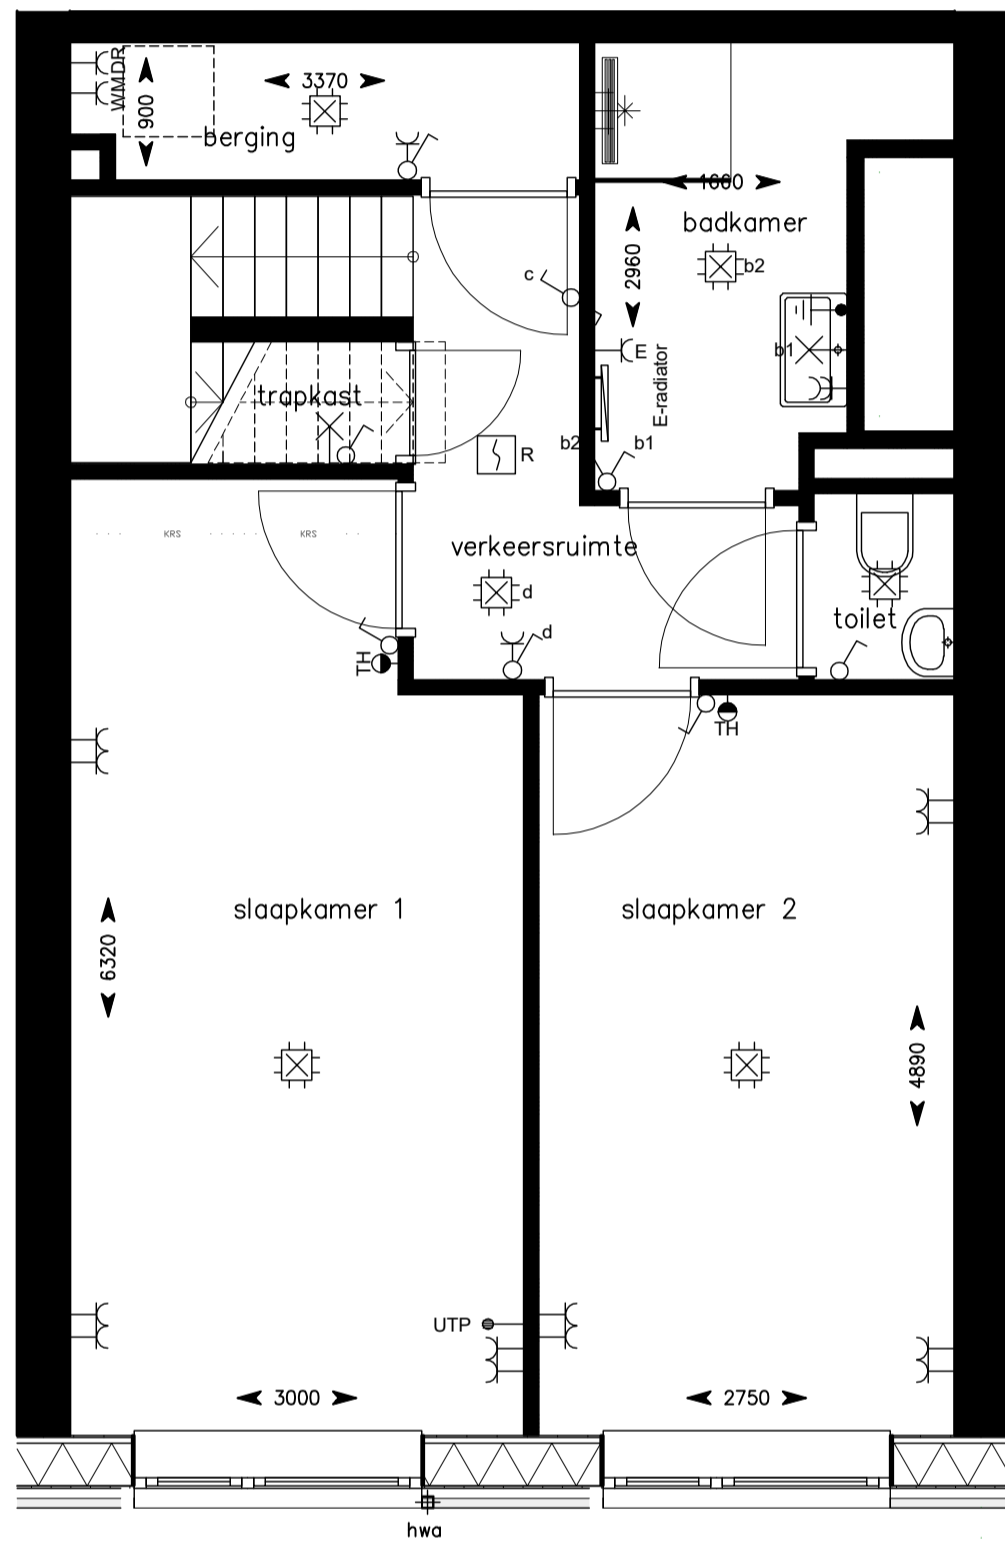 WMDR
900
3370
berging
1660
badkamer
b2
2960
c
E
b1
E-radiator
trapkast
b2
b1
R
KRS
KRS
verkeersruimte
d
toilet
d
TH
TH
slaapkamer 1
slaapkamer 2
6320
4890
UTP
3000
2750
hwa